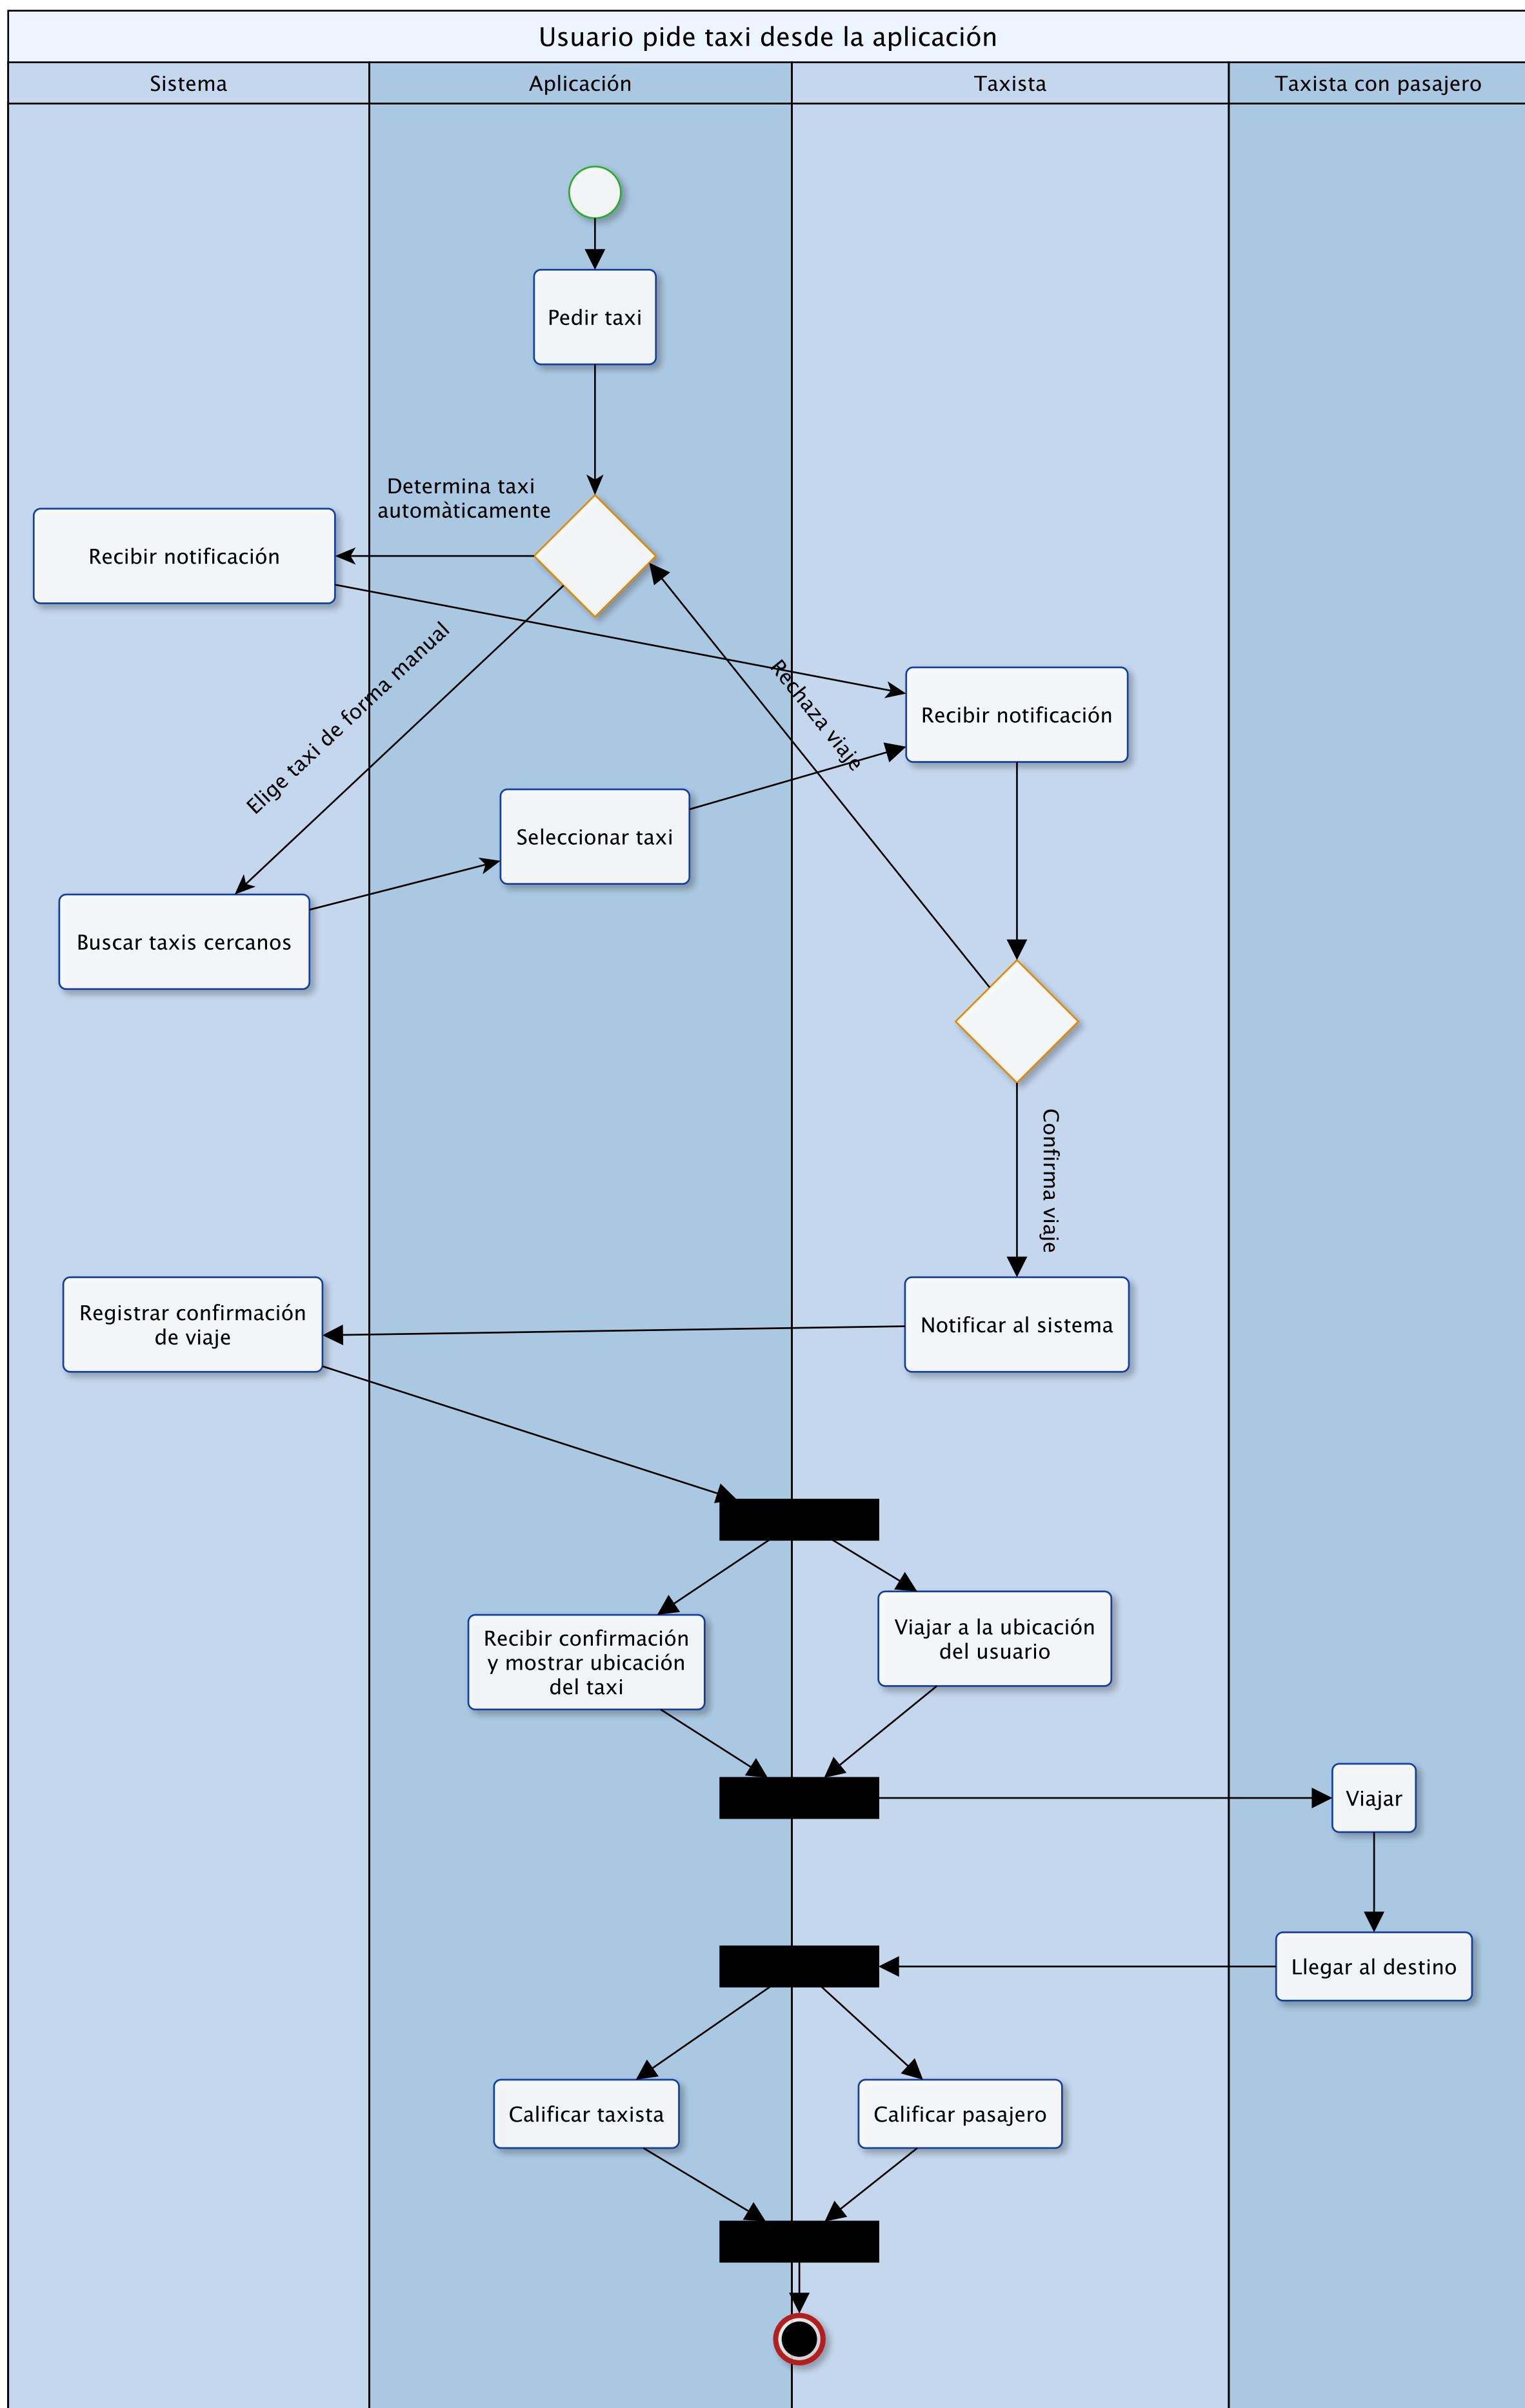 Usuario pide taxi desde la aplicación
Sistema
Aplicación
Taxista
Taxista con pasajero
Pedir taxi
Determina taxi
automàticamente
Recibir notificación
Elige taxi de forma manual
Rechaza viaje
Recibir notificación
Seleccionar taxi
Buscar taxis cercanos
Confirma viaje
Registrar confirmación
de viaje
Notificar al sistema
Recibir confirmación
y mostrar ubicación
del taxi
Viajar a la ubicación
del usuario
Viajar
Llegar al destino
Calificar taxista
Calificar pasajero